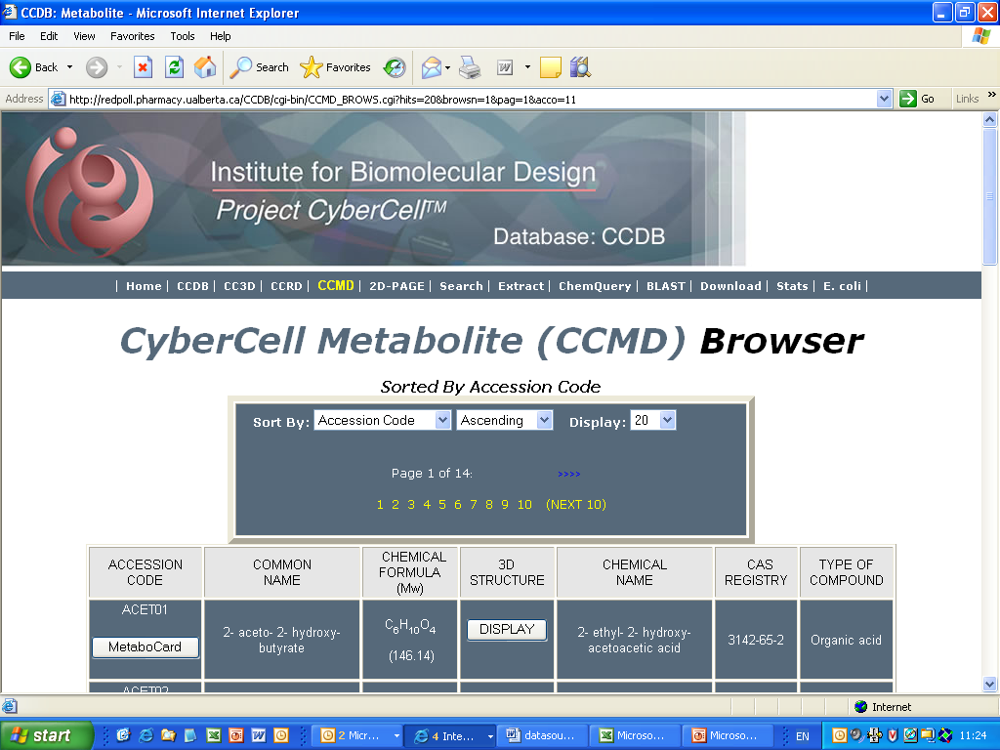 CCDB: Metabolite - Microsoft Internet Explorer
File Edit View Favorites Tools Help
Back Search Favorites
Address http://redpoll.pharmacy.ualberta.ca/CCDB/cgi-bin/CCMD_BROWS.cgi?hits=20&browsn=1&pag=1&acco=11 Go Links »
Institute for Biomolecular Design
Project CyberCell™
Database: CCDB
| Home | CCDB | CC3D | CCRD | CCMD | 2D-PAGE | Search | Extract | ChemQuery | BLAST | Download | Stats | E. coli |
CyberCell Metabolite (CCMD) Browser
Sorted By Accession Code
Sort By: Accession Code Ascending Display: 20
Page 1 of 14: >>>>
1 2 3 4 5 6 7 8 9 10 (NEXT 10)
ACCESSION CODE
COMMON NAME
CHEMICAL FORMULA (Mw)
3D STRUCTURE
CHEMICAL NAME
CAS REGISTRY
TYPE OF COMPOUND
ACET01
MetaboCard
2- aceto- 2- hydroxy-
butyrate
C6H10O4
(146.14)
DISPLAY
2- ethyl- 2- hydroxy-
acetoacetic acid
3142-65-2
Organic acid
ACET02
Internet
start 2 Micr... 4 Inte... datasou... Microso... Microso... EN 11:24